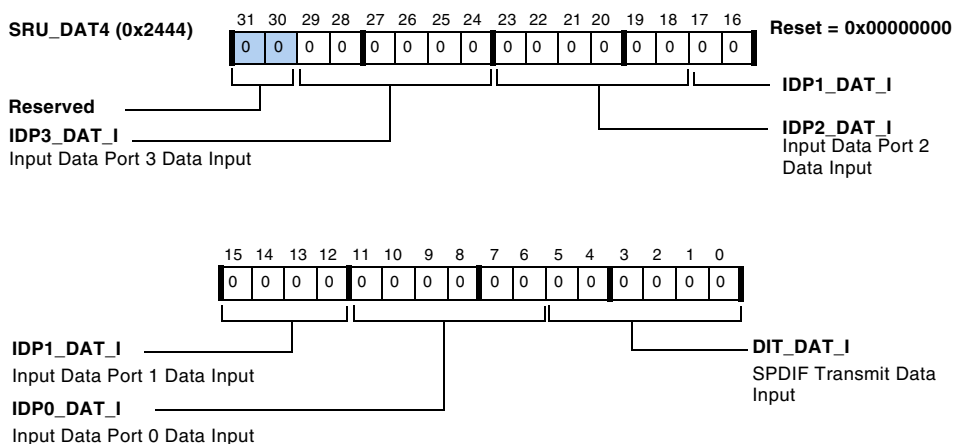 SRU_DAT4 (0x2444)
31 30 29 28 27 26 25 24 23 22 21 20 19 18 17 16
Reset = 0x00000000
0 0 0 0 0 0 0 0 0 0 0 0 0 0 0 0
Reserved
IDP3_DAT_I
Input Data Port 3 Data Input
IDP1_DAT_I
IDP2_DAT_I
Input Data Port 2
Data Input
15 14 13 12 11 10 9 8 7 6 5 4 3 2 1 0
0 0 0 0 0 0 0 0 0 0 0 0 0 0 0 0
IDP1_DAT_I
Input Data Port 1 Data Input
IDP0_DAT_I
Input Data Port 0 Data Input
DIT_DAT_I
SPDIF Transmit Data
Input